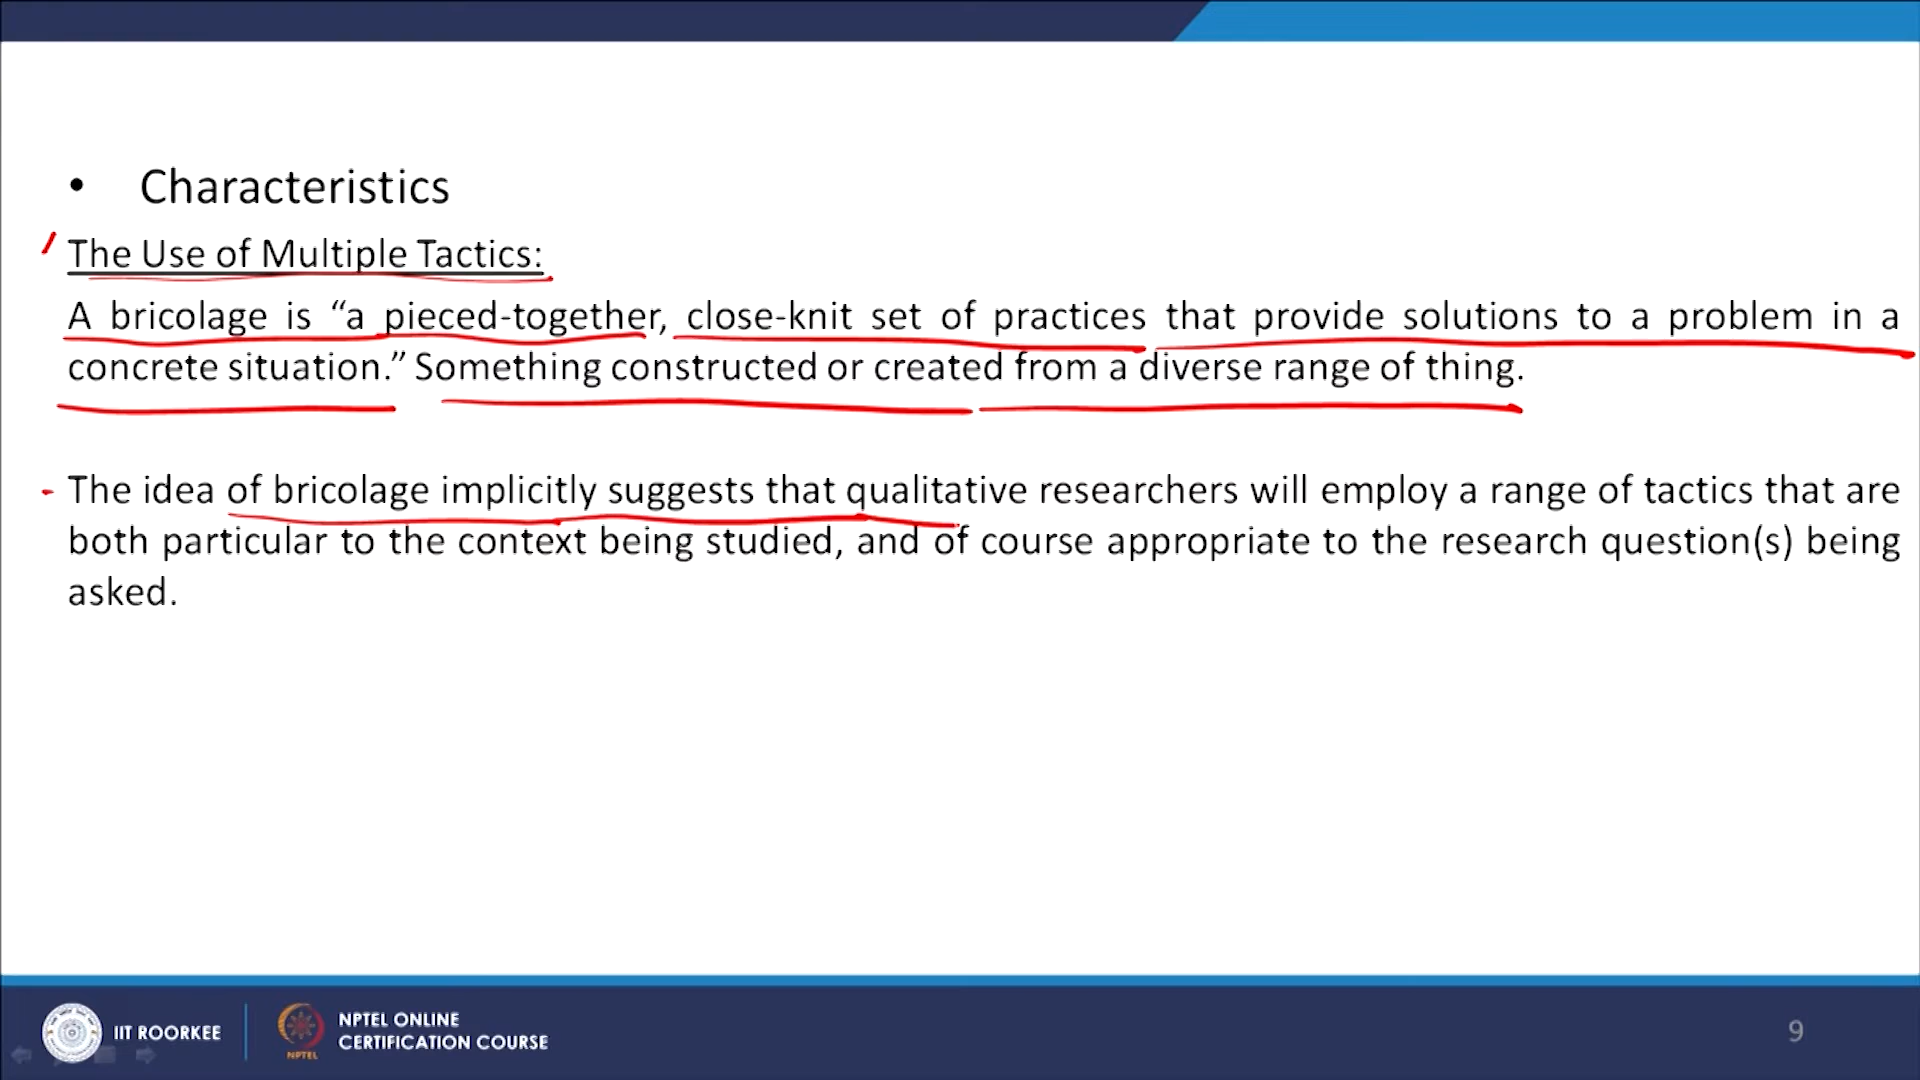 • Characteristics
The Use of Multiple Tactics:
A bricolage is “a pieced-together, close-knit set of practices that provide solutions to a problem in a
concrete situation.” Something constructed or created from a diverse range of thing.
The idea of bricolage implicitly suggests that qualitative researchers will employ a range of tactics that are
both particular to the context being studied, and of course appropriate to the research question(s) being
asked.
IIT ROORKEE
NPTEL
NPTEL ONLINE
CERTIFICATION COURSE
9